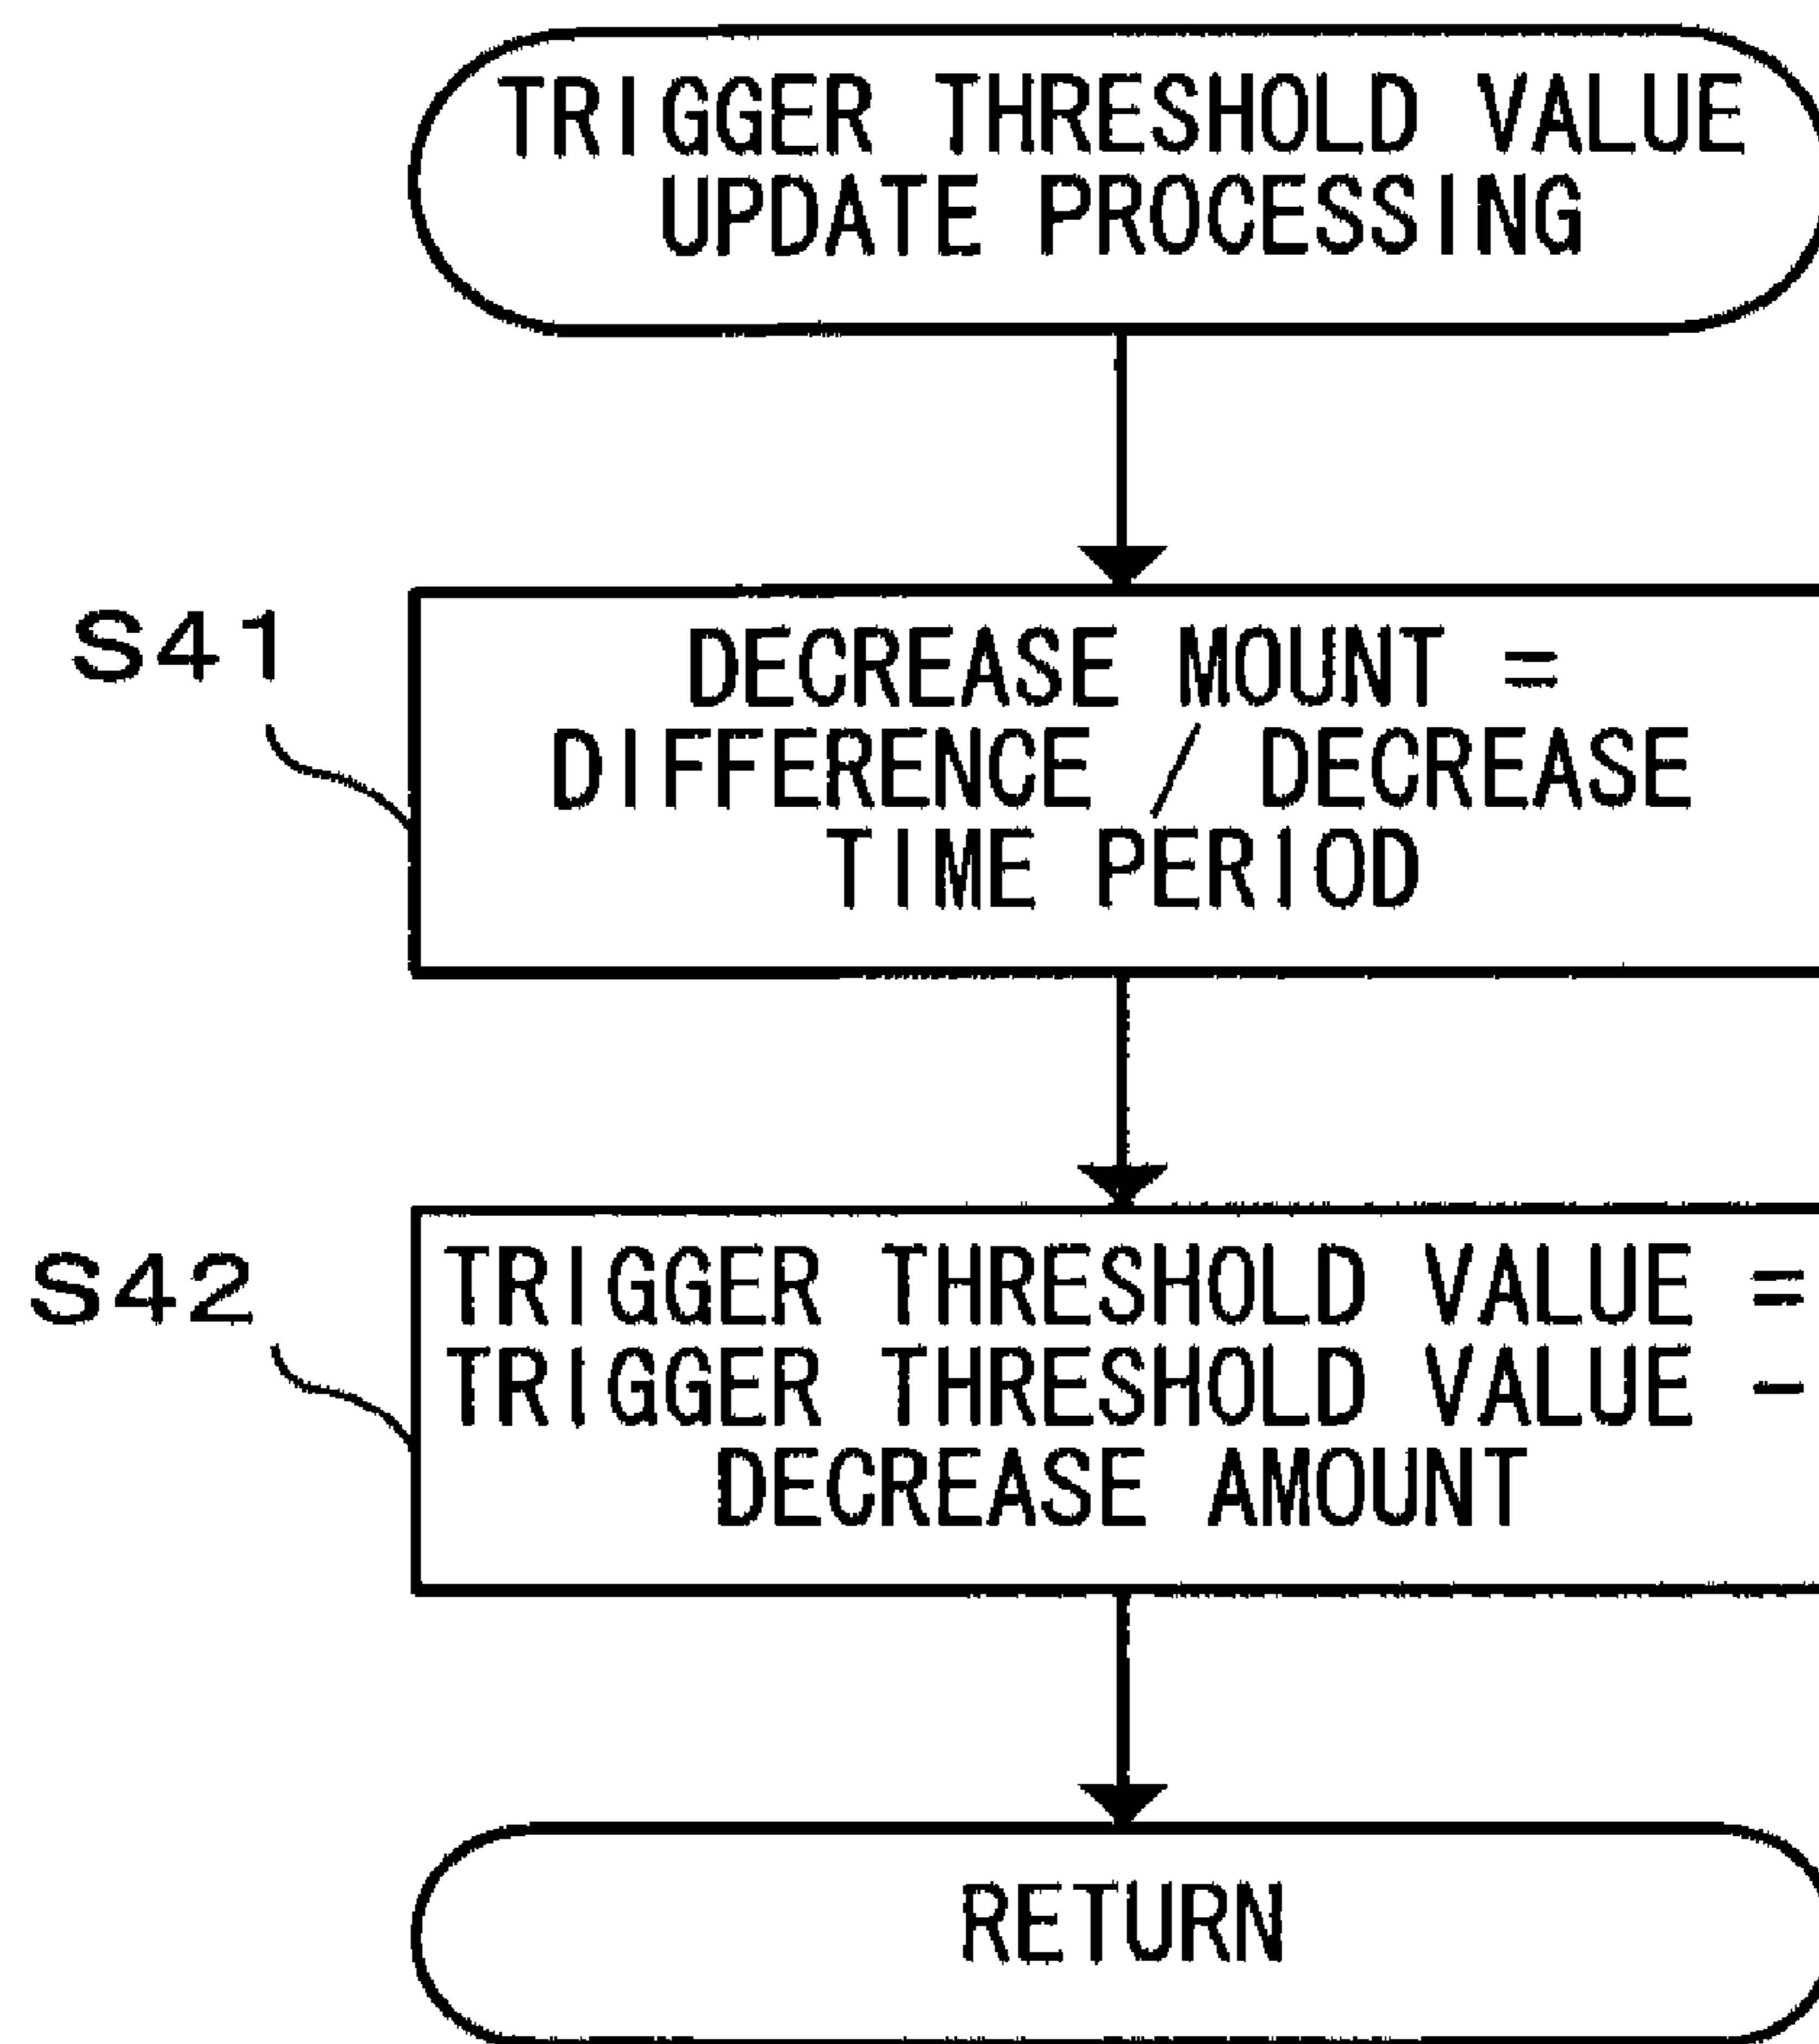 TRIGGER THRESHOLD VALUE
UPDATE PROCESSING
S41
DECREASE MOUNT =
DIFFERENCE / DECREASE
TIME PERIOD
S42
TRIGGER THRESHOLD VALUE =
TRIGGER THRESHOLD VALUE -
DECREASE AMOUNT
RETURN